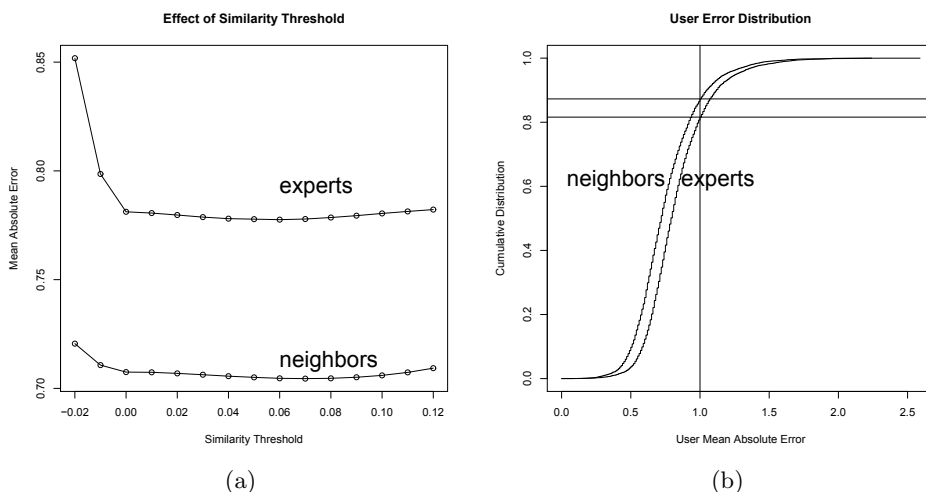 Effect of Similarity Threshold
Mean Absolute Error
0.85
0.80
0.75
0.70
experts
neighbors
−0.02 0.00 0.02 0.04 0.06 0.08 0.10 0.12
Similarity Threshold
(a)
User Error Distribution
Cumulative Distribution
1.0
0.8
0.6
0.4
0.2
0.0
neighbors experts
0.0 0.5 1.0 1.5 2.0 2.5
User Mean Absolute Error
(b)